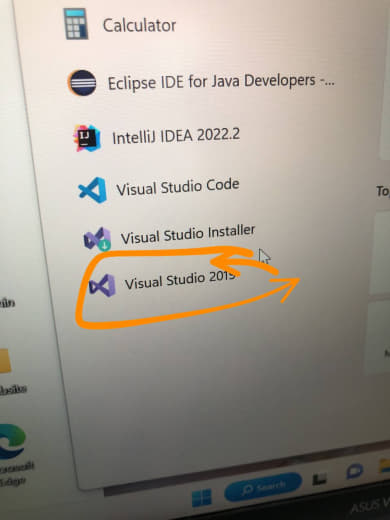 Calculator
Eclipse IDE for Java Developers -...
IntelliJ IDEA 2022.2
Visual Studio Code
Visual Studio Installer
To
Visual Studio 2019
Edge
Search
ASUS V